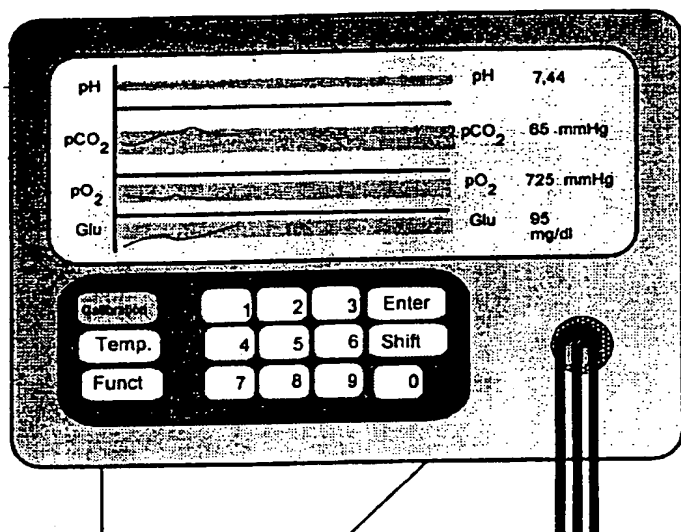 pH pH 7,44
pCO2 pCO2 65 mmHg
pO2 pO2 725 mmHg
Glu Glu 95
mg/dl
Calibration 1 2 3 Enter
Temp. 4 5 6 Shift
Funct 7 8 9 0